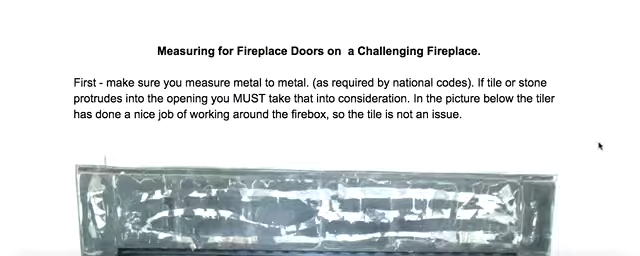 Measuring for Fireplace Doors on a Challenging Fireplace.
First - make sure you measure metal to metal. (as required by national codes). If tile or stone
protrudes into the opening you MUST take that into consideration. In the picture below the tiler
has done a nice job of working around the firebox, so the tile is not an issue.